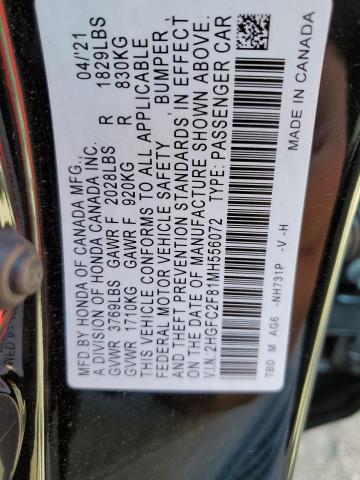 MFD BY HONDA OF CANADA MFG., 04/21
A DIVISION OF HONDA CANADA INC.
GVWR 3769LBS GAWR F 2028LBS R 1829LBS
GVWR 1710KG GAWR F 920KG R 830KG
THIS VEHICLE CONFORMS TO ALL APPLICABLE
FEDERAL MOTOR VEHICLE SAFETY, BUMPER,
AND THEFT PREVENTION STANDARDS IN EFFECT
ON THE DATE OF MANUFACTURE SHOWN ABOVE.
V.I.N. 2HGFC2F81MH556072 TYPE: PASSENGER CAR
TBD M AG6 -NH731P -V -H
MADE IN CANADA